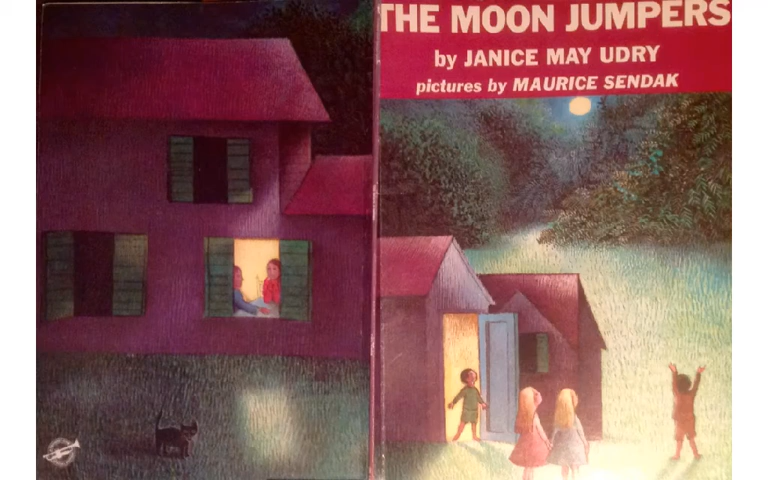 THE MOON JUMPERS
by JANICE MAY UDRY
pictures by MAURICE SENDAK